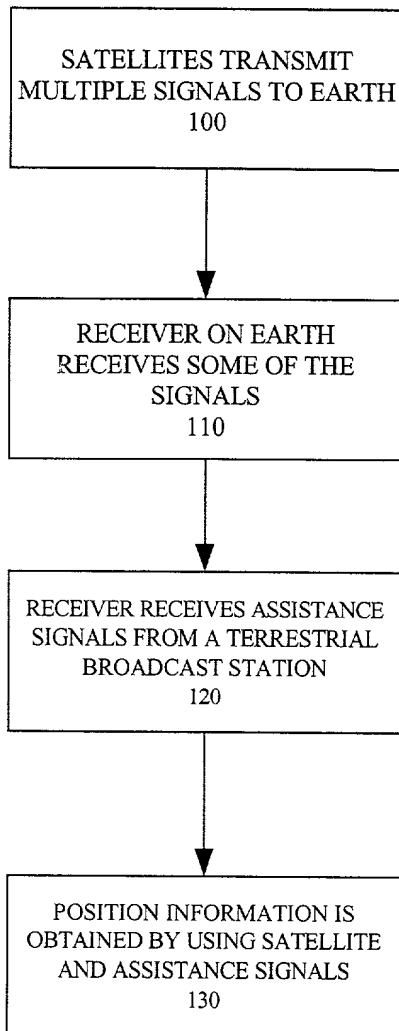 SATELLITES TRANSMIT
MULTIPLE SIGNALS TO EARTH
100
RECEIVER ON EARTH
RECEIVES SOME OF THE
SIGNALS
110
RECEIVER RECEIVES ASSISTANCE
SIGNALS FROM A TERRESTRIAL
BROADCAST STATION
120
POSITION INFORMATION IS
OBTAINED BY USING SATELLITE
AND ASSISTANCE SIGNALS
130